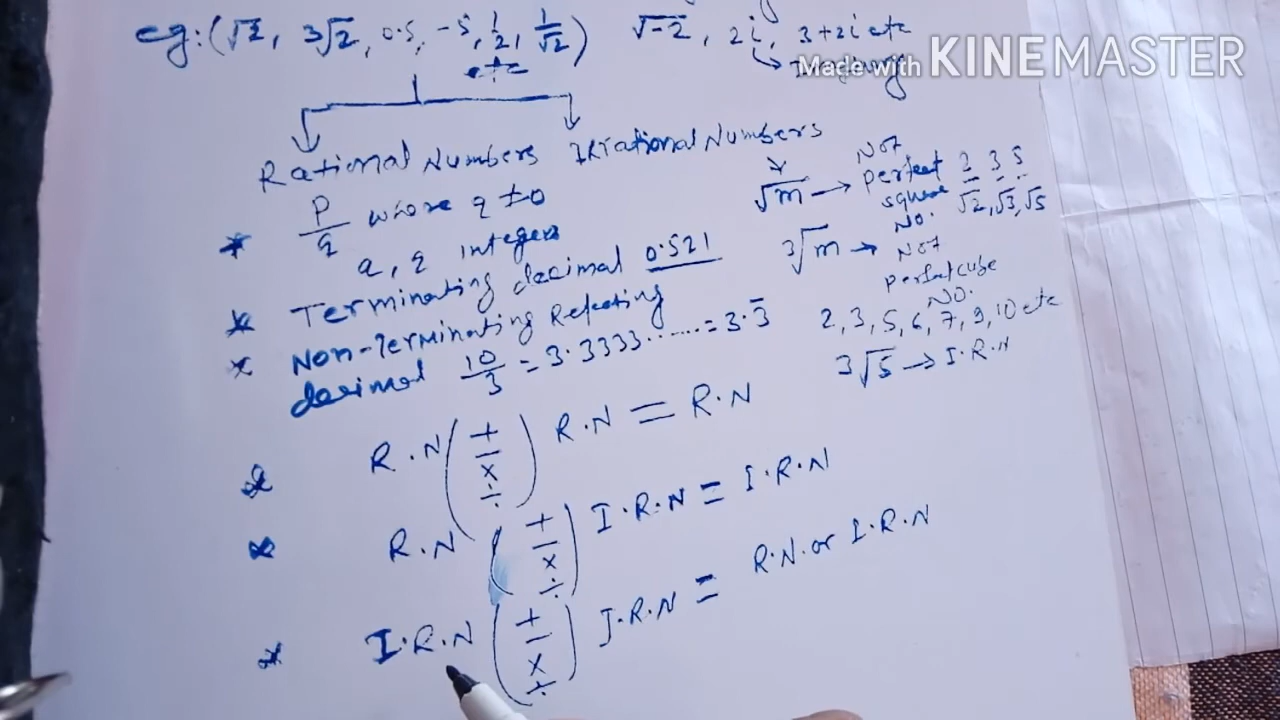 eg: (√2, 3√2, 0.5, -5, 1/2, 1/√2) √-2, 2i, 3+2i etc
etc
Made with KINEMASTER
Rational Numbers Irrational Numbers
* P/q where q ≠ 0
a, q integers
* Terminating decimal 0.521
* Non-Terminating Repeating
decimal 10/3 = 3.3333...... = 3.3̄
√m → Not
perfect 2 3 5
square √2, √3, √5
No.
3√m → Not
perfect cube
No.
2, 3, 5, 6, 7, 9, 10 etc
3√5 → I.R.N
* R.N (+ - × ÷) R.N = R.N
* R.N (+ - × ÷) I.R.N = I.R.N
* I.R.N (+ - × ÷) I.R.N = R.N. or I.R.N